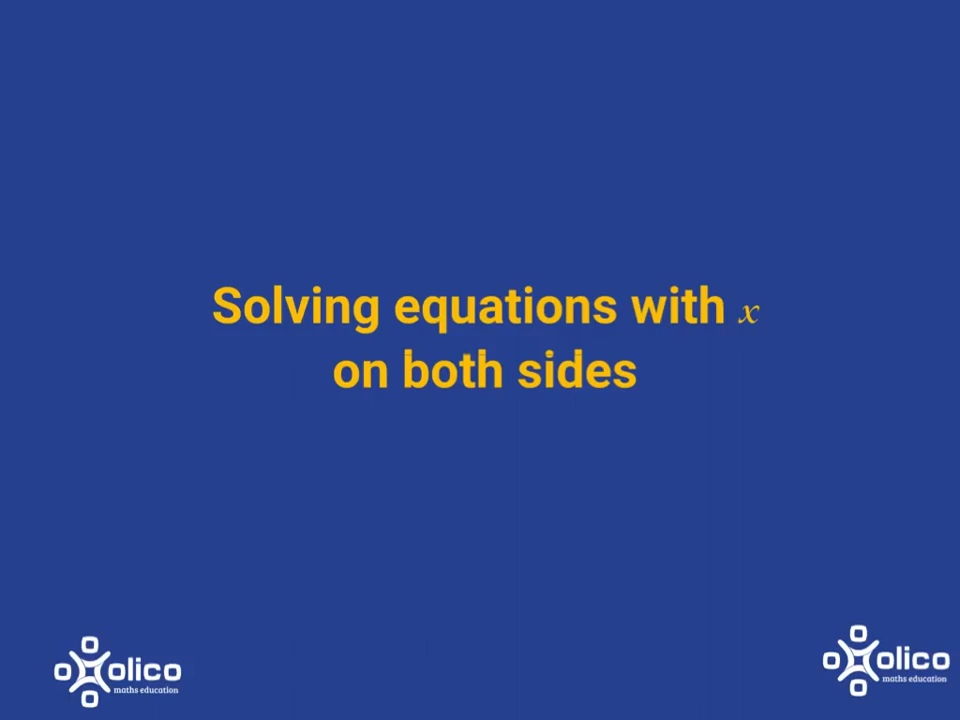 Solving equations with x
on both sides
olico
maths education
olico
maths education